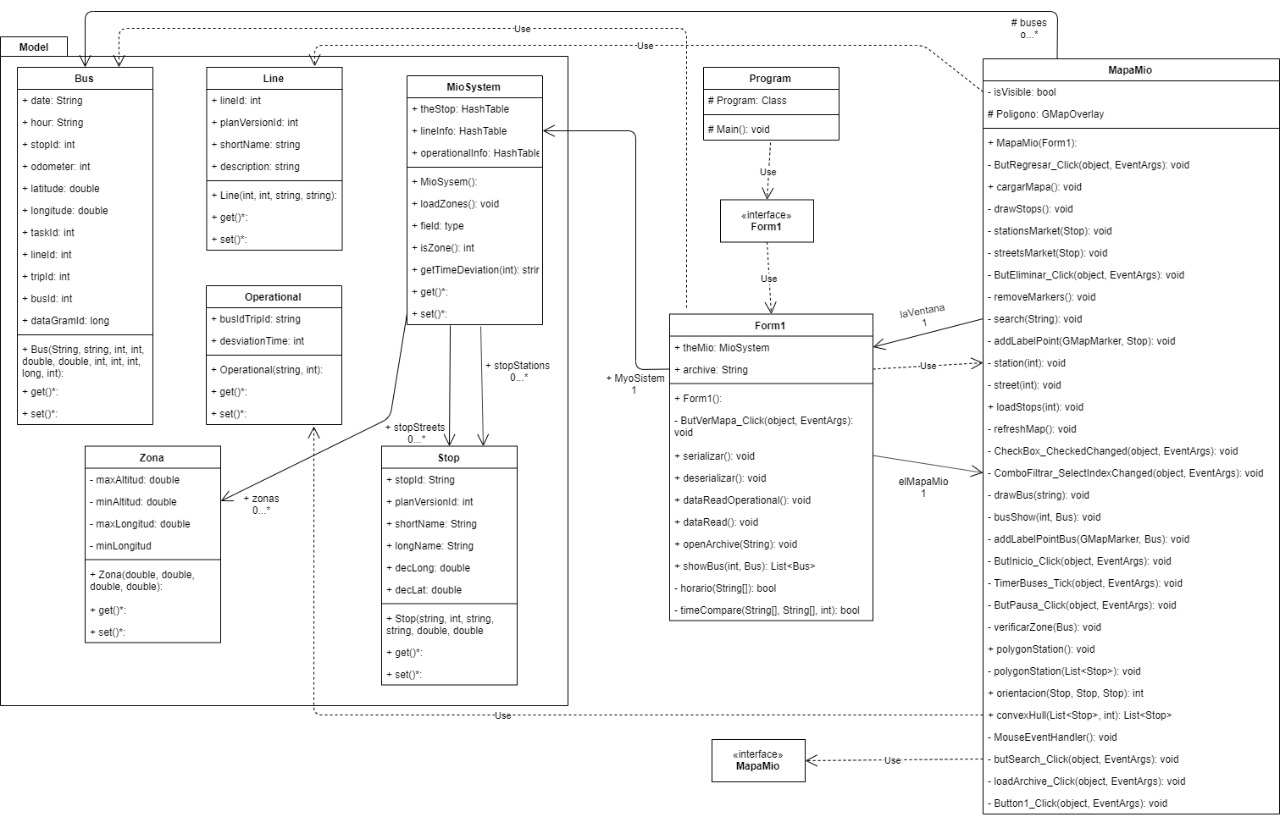 # buses
0...*
Use
Use
Model
Bus
+ date: String
+ hour: String
+ stopId: int
+ odometer: int
+ latitude: double
+ longitude: double
+ taskId: int
+ lineId: int
+ tripId: int
+ busId: int
+ dataGramId: long
+ Bus(String, string, int, int,
double, double, int, int, int,
long, int):
+ get()*:
+ set()*:
Line
+ lineId: int
+ planVersionId: int
+ shortName: string
+ description: string
+ Line(int, int, string, string):
+ get()*:
+ set()*:
Operational
+ busIdTripId: string
+ desviationTime: int
+ Operational(string, int):
+ get()*:
+ set()*:
MioSystem
+ theStop: HashTable
+ lineInfo: HashTable
+ operationalInfo: HashTable
+ MioSysem():
+ loadZones(): void
+ field: type
+ isZone(): int
+ getTimeDeviation(int): strir
+ get()*:
+ set()*:
+ stopStations
0...*
+ stopStreets
0...*
+ zonas
0...*
Zona
- maxAltitud: double
- minAltitud: double
- maxLongitud: double
- minLongitud
+ Zona(double, double,
double, double):
+ get()*:
+ set()*:
Stop
+ stopId: String
+ planVersionId: int
+ shortName: String
+ longName: String
+ decLong: double
+ decLat: double
+ Stop(string, int, string,
string, double, double
+ get()*:
+ set()*:
Program
# Program: Class
# Main(): void
Use
«interface»
Form1
Use
+ MyoSistem
1
Form1
+ theMio: MioSystem
+ archive: String
+ Form1():
- ButVerMapa_Click(object, EventArgs):
void
+ serializar(): void
+ deserializar(): void
+ dataReadOperational(): void
+ dataRead(): void
+ openArchive(String): void
+ showBus(int, Bus): List<Bus>
- horario(String[]): bool
- timeCompare(String[], String[], int): bool
laVentana
1
Use
elMapaMio
1
MapaMio
- isVisible: bool
# Poligono: GMapOverlay
+ MapaMio(Form1):
- ButRegresar_Click(object, EventArgs): void
+ cargarMapa(): void
- drawStops(): void
- stationsMarket(Stop): void
- streetsMarket(Stop): void
- ButEliminar_Click(object, EventArgs): void
- removeMarkers(): void
- search(String): void
- addLabelPoint(GMapMarker, Stop): void
- station(int): void
- street(int): void
+ loadStops(int): void
- refreshMap(): void
- CheckBox_CheckedChanged(object, EventArgs): void
- ComboFiltrar_SelectIndexChanged(object, EventArgs): void
- drawBus(string): void
- busShow(int, Bus): void
- addLabelPointBus(GMapMarker, Bus): void
- ButInicio_Click(object, EventArgs): void
- TimerBuses_Tick(object, EventArgs): void
- ButPausa_Click(object, EventArgs): void
- verificarZone(Bus): void
+ polygonStation(): void
- polygonStation(List<Stop>): void
+ orientacion(Stop, Stop, Stop): int
+ convexHull(List<Stop>, int): List<Stop>
- MouseEventHandler(): void
- butSearch_Click(object, EventArgs): void
- loadArchive_Click(object, EventArgs): void
- Button1_Click(object, EventArgs): void
Use
«interface»
MapaMio
Use